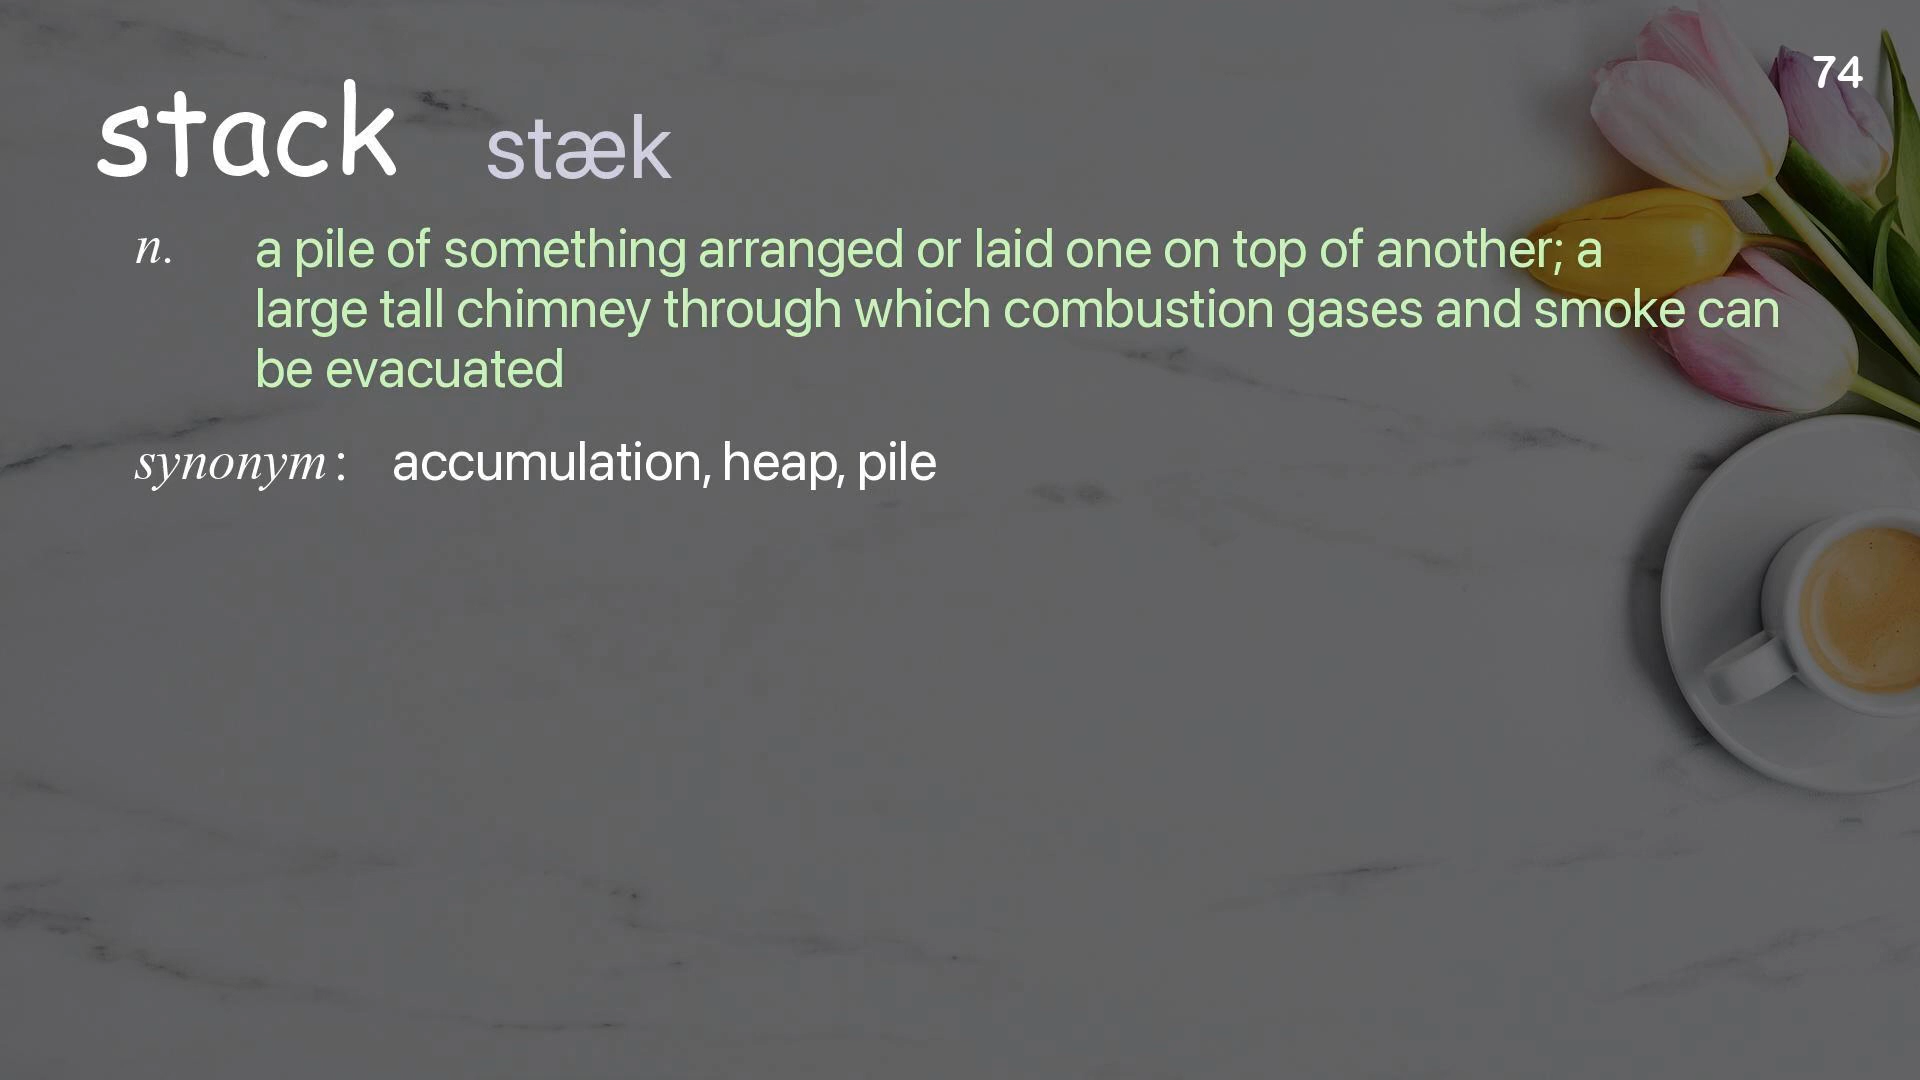 74
stack stæk
n. a pile of something arranged or laid one on top of another; a
large tall chimney through which combustion gases and smoke can
be evacuated
synonym: accumulation, heap, pile